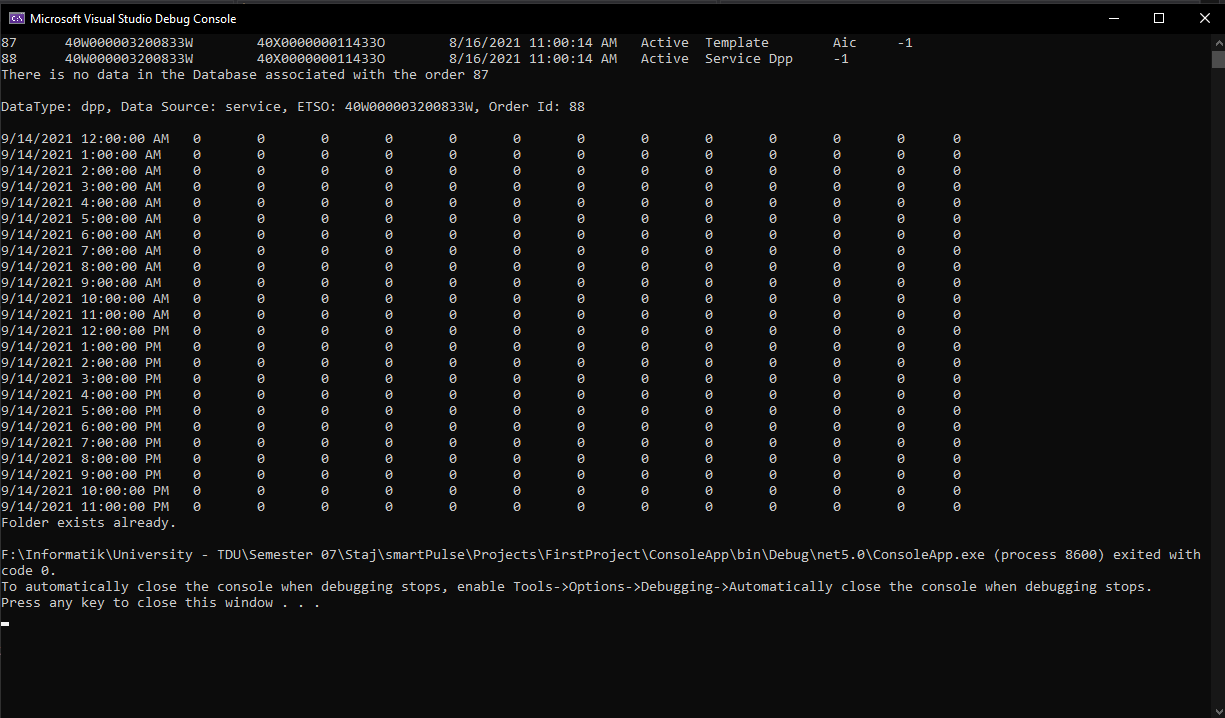 Microsoft Visual Studio Debug Console
87 40W000003200833W 40X000000011433O 8/16/2021 11:00:14 AM Active Template Aic -1
88 40W000003200833W 40X000000011433O 8/16/2021 11:00:14 AM Active Service Dpp -1
There is no data in the Database associated with the order 87
DataType: dpp, Data Source: service, ETSO: 40W000003200833W, Order Id: 88
9/14/2021 12:00:00 AM 0 0 0 0 0 0 0 0 0 0 0 0 0
9/14/2021 1:00:00 AM 0 0 0 0 0 0 0 0 0 0 0 0 0
9/14/2021 2:00:00 AM 0 0 0 0 0 0 0 0 0 0 0 0 0
9/14/2021 3:00:00 AM 0 0 0 0 0 0 0 0 0 0 0 0 0
9/14/2021 4:00:00 AM 0 0 0 0 0 0 0 0 0 0 0 0 0
9/14/2021 5:00:00 AM 0 0 0 0 0 0 0 0 0 0 0 0 0
9/14/2021 6:00:00 AM 0 0 0 0 0 0 0 0 0 0 0 0 0
9/14/2021 7:00:00 AM 0 0 0 0 0 0 0 0 0 0 0 0 0
9/14/2021 8:00:00 AM 0 0 0 0 0 0 0 0 0 0 0 0 0
9/14/2021 9:00:00 AM 0 0 0 0 0 0 0 0 0 0 0 0 0
9/14/2021 10:00:00 AM 0 0 0 0 0 0 0 0 0 0 0 0 0
9/14/2021 11:00:00 AM 0 0 0 0 0 0 0 0 0 0 0 0 0
9/14/2021 12:00:00 PM 0 0 0 0 0 0 0 0 0 0 0 0 0
9/14/2021 1:00:00 PM 0 0 0 0 0 0 0 0 0 0 0 0 0
9/14/2021 2:00:00 PM 0 0 0 0 0 0 0 0 0 0 0 0 0
9/14/2021 3:00:00 PM 0 0 0 0 0 0 0 0 0 0 0 0 0
9/14/2021 4:00:00 PM 0 0 0 0 0 0 0 0 0 0 0 0 0
9/14/2021 5:00:00 PM 0 0 0 0 0 0 0 0 0 0 0 0 0
9/14/2021 6:00:00 PM 0 0 0 0 0 0 0 0 0 0 0 0 0
9/14/2021 7:00:00 PM 0 0 0 0 0 0 0 0 0 0 0 0 0
9/14/2021 8:00:00 PM 0 0 0 0 0 0 0 0 0 0 0 0 0
9/14/2021 9:00:00 PM 0 0 0 0 0 0 0 0 0 0 0 0 0
9/14/2021 10:00:00 PM 0 0 0 0 0 0 0 0 0 0 0 0 0
9/14/2021 11:00:00 PM 0 0 0 0 0 0 0 0 0 0 0 0 0
Folder exists already.
F:\Informatik\University - TDU\Semester 07\Staj\smartPulse\Projects\FirstProject\ConsoleApp\bin\Debug\net5.0\ConsoleApp.exe (process 8600) exited with
code 0.
To automatically close the console when debugging stops, enable Tools->Options->Debugging->Automatically close the console when debugging stops.
Press any key to close this window . . .